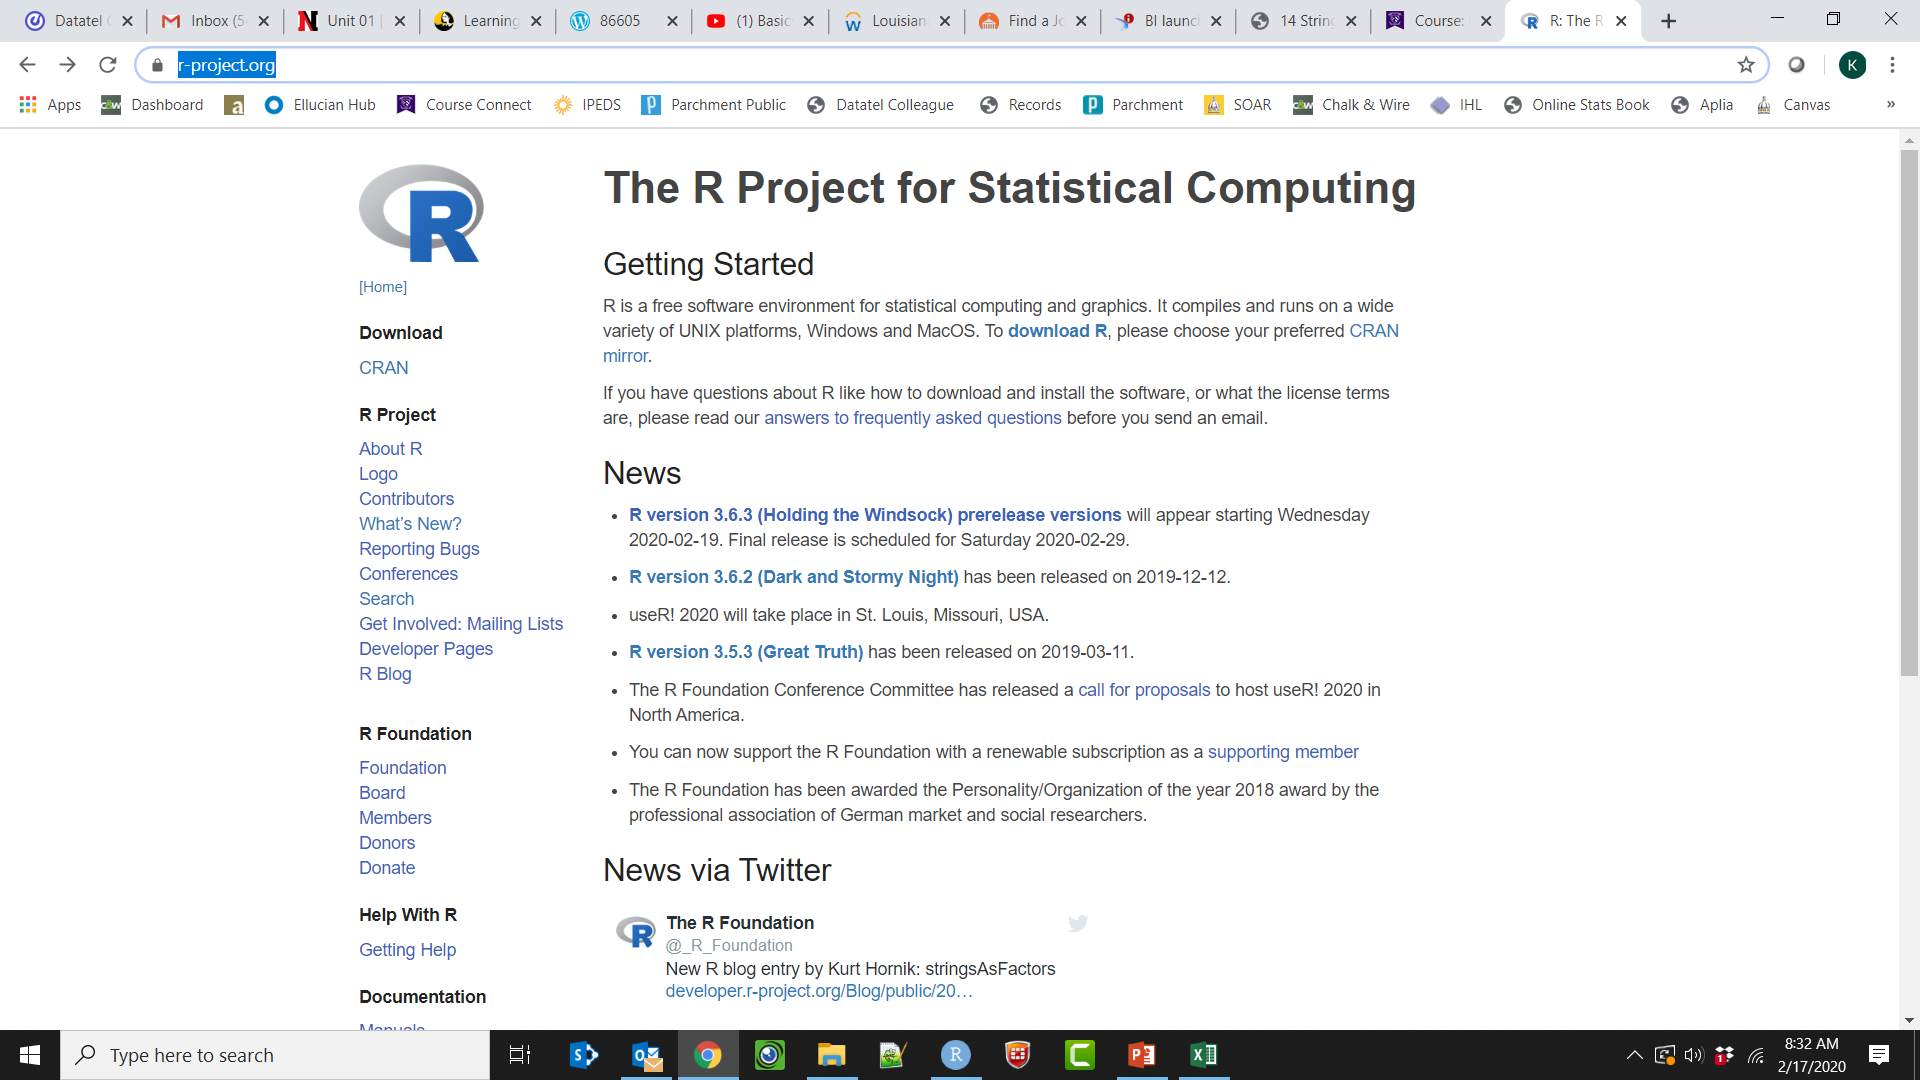 Datatel
Inbox (5
Unit 01
Learning
86605
(1) Basic
Louisian
Find a Jo
BI launc
14 String
Course:
R: The R
r-project.org
K
Apps
Dashboard
a
Ellucian Hub
Course Connect
IPEDS
Parchment Public
Datatel Colleague
Records
Parchment
SOAR
Chalk & Wire
IHL
Online Stats Book
Aplia
Canvas
»
R
[Home]
Download
CRAN
R Project
About R
Logo
Contributors
What's New?
Reporting Bugs
Conferences
Search
Get Involved: Mailing Lists
Developer Pages
R Blog
R Foundation
Foundation
Board
Members
Donors
Donate
Help With R
Getting Help
Documentation
Manuals
The R Project for Statistical Computing
Getting Started
R is a free software environment for statistical computing and graphics. It compiles and runs on a wide
variety of UNIX platforms, Windows and MacOS. To download R, please choose your preferred CRAN
mirror.
If you have questions about R like how to download and install the software, or what the license terms
are, please read our answers to frequently asked questions before you send an email.
News
• R version 3.6.3 (Holding the Windsock) prerelease versions will appear starting Wednesday
2020-02-19. Final release is scheduled for Saturday 2020-02-29.
• R version 3.6.2 (Dark and Stormy Night) has been released on 2019-12-12.
• useR! 2020 will take place in St. Louis, Missouri, USA.
• R version 3.5.3 (Great Truth) has been released on 2019-03-11.
• The R Foundation Conference Committee has released a call for proposals to host useR! 2020 in
North America.
• You can now support the R Foundation with a renewable subscription as a supporting member
• The R Foundation has been awarded the Personality/Organization of the year 2018 award by the
professional association of German market and social researchers.
News via Twitter
The R Foundation
@_R_Foundation
New R blog entry by Kurt Hornik: stringsAsFactors
developer.r-project.org/Blog/public/20…
Type here to search
8:32 AM
2/17/2020